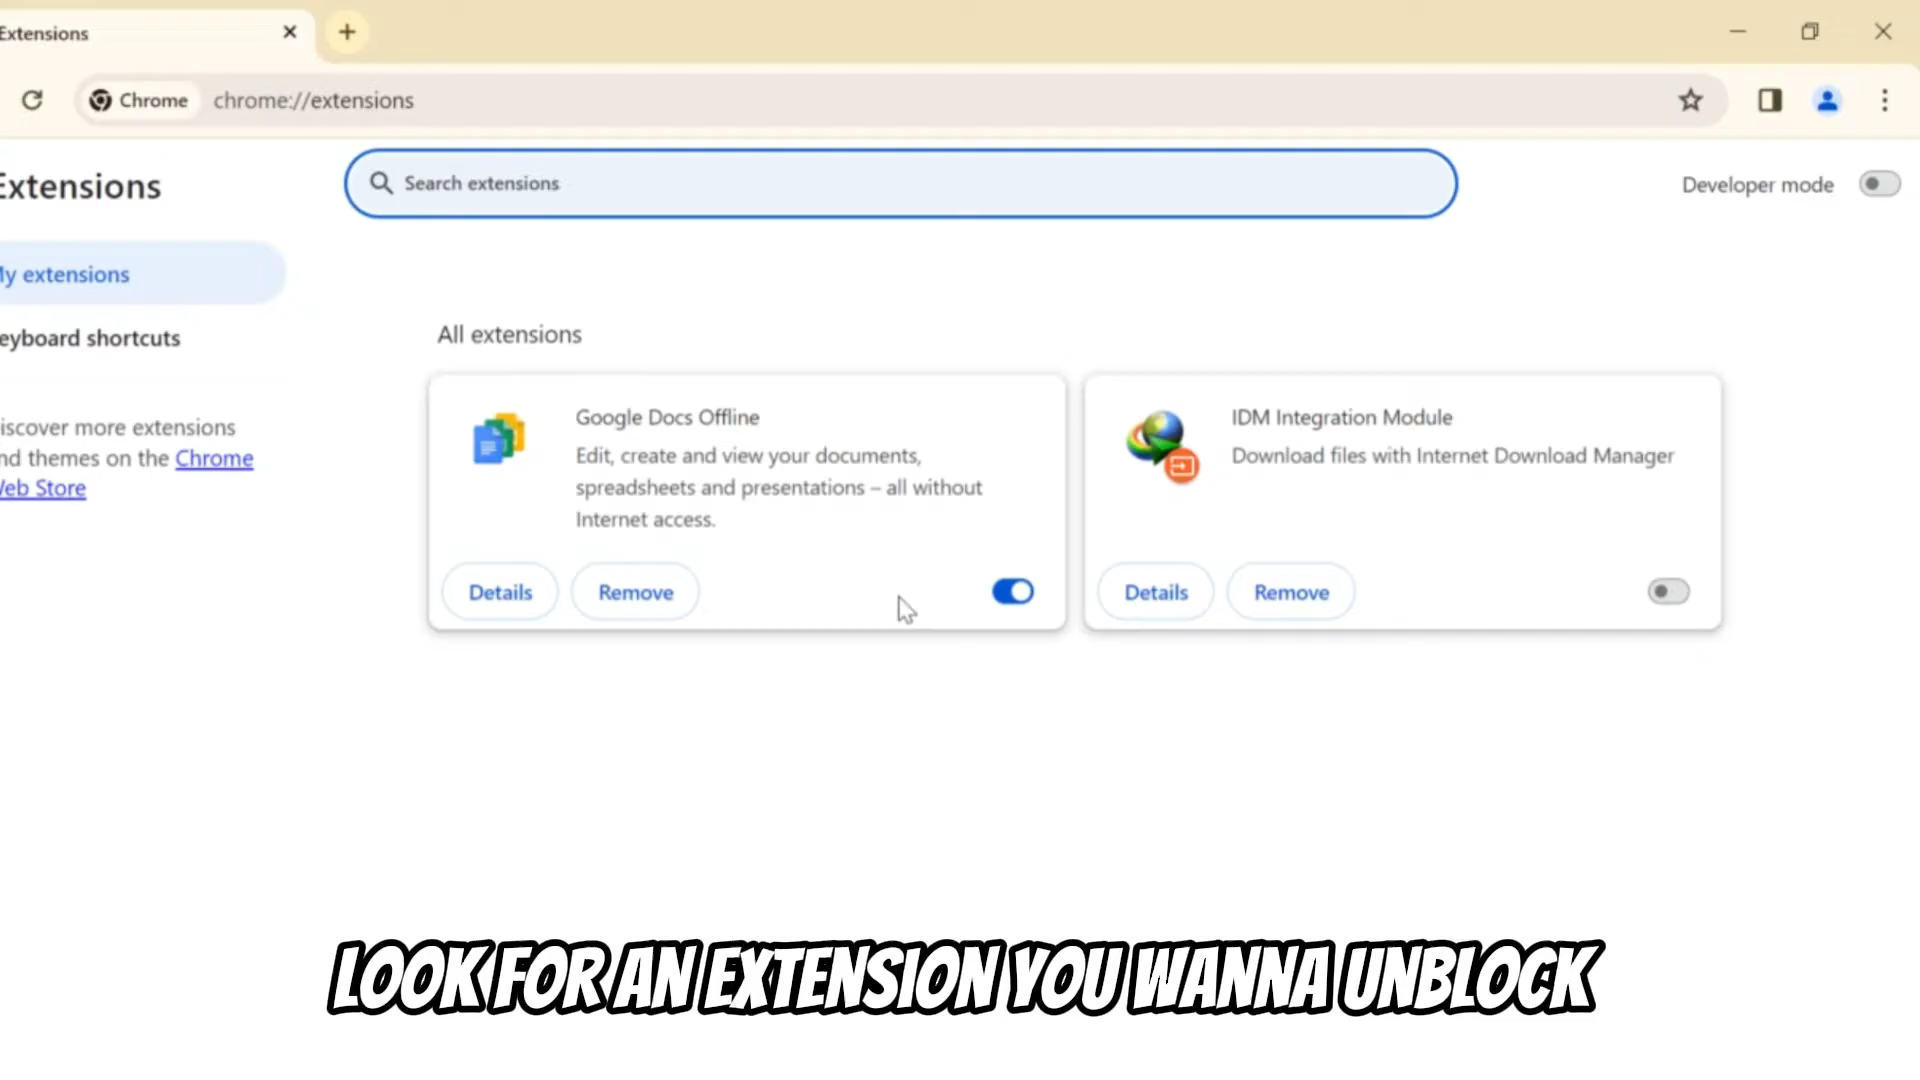 Extensions
Chrome
chrome://extensions
Extensions
Search extensions
Developer mode
My extensions
eyboard shortcuts
All extensions
iscover more extensions
nd themes on the Chrome
Web Store
Google Docs Offline
Edit, create and view your documents,
spreadsheets and presentations – all without
Internet access.
Details
Remove
IDM Integration Module
Download files with Internet Download Manager
Details
Remove
LOOK FOR AN EXTENSION YOU WANNA UNBLOCK